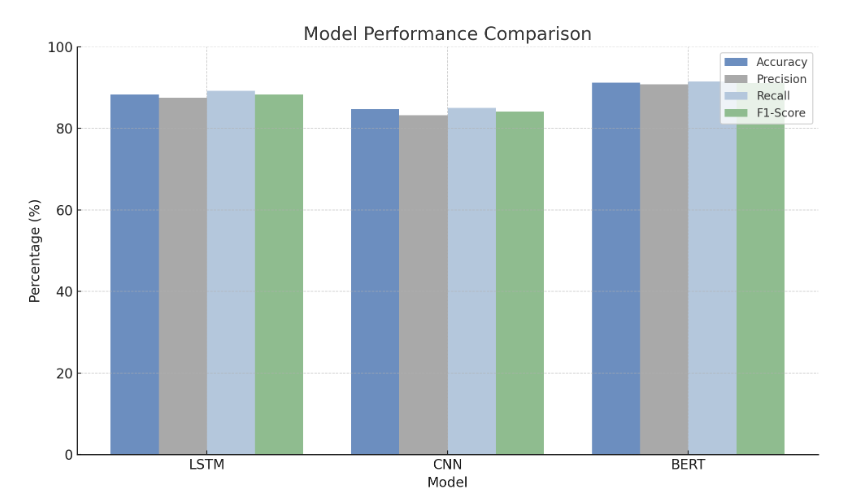 Model Performance Comparison
100
80
60
40
20
0
Percentage (%)
Accuracy
Precision
Recall
F1-Score
LSTM
CNN
BERT
Model